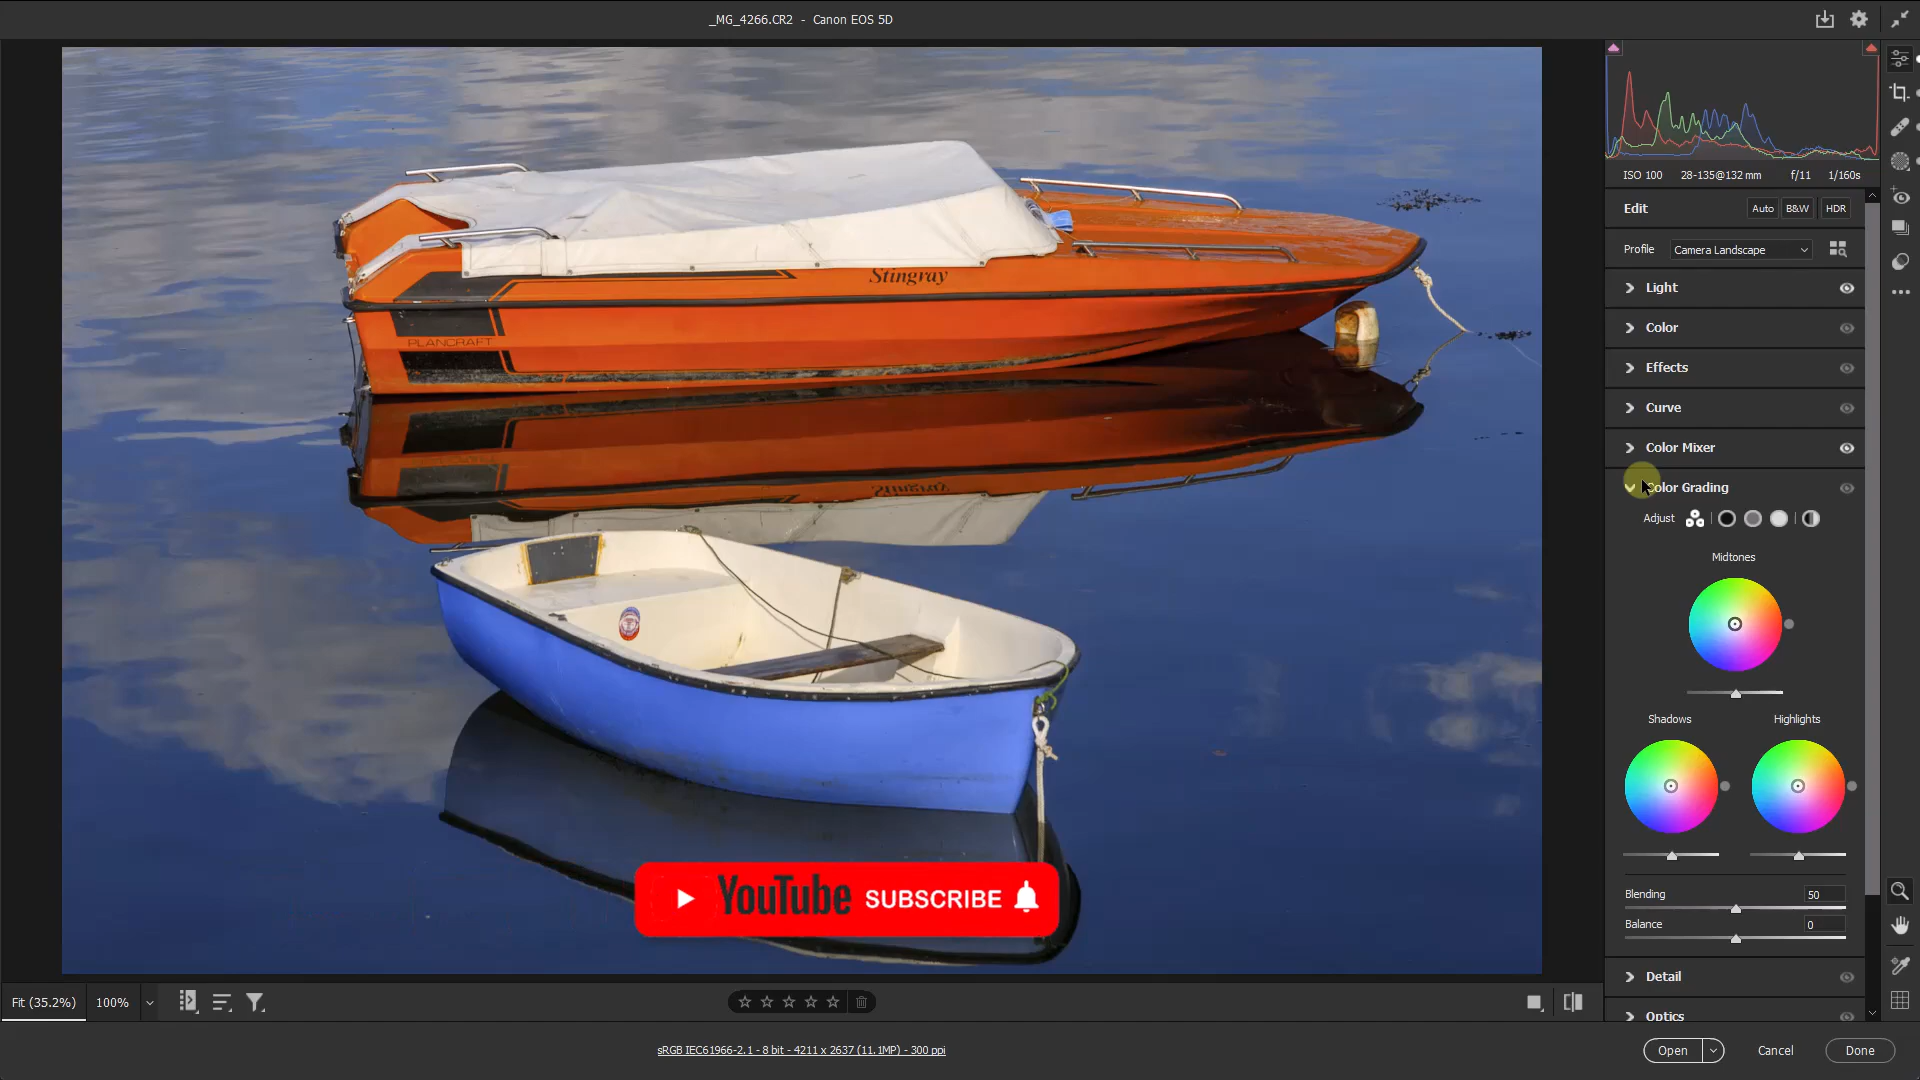 _MG_4266.CR2 - Canon EOS 5D
ISO 100 28-135@132 mm f/11 1/160s
Edit Auto B&W HDR
Profile Camera Landscape
Light
Color
Effects
Curve
Color Mixer
Color Grading
Adjust
Midtones
Shadows Highlights
Blending 50
Balance 0
Detail
Optics
Stingray
PLANCRAFT
YouTube SUBSCRIBE
Fit (35.2%) 100%
sRGB IEC61966-2.1 - 8 bit - 4211 x 2637 (11.1MP) - 300 ppi
Open Cancel Done